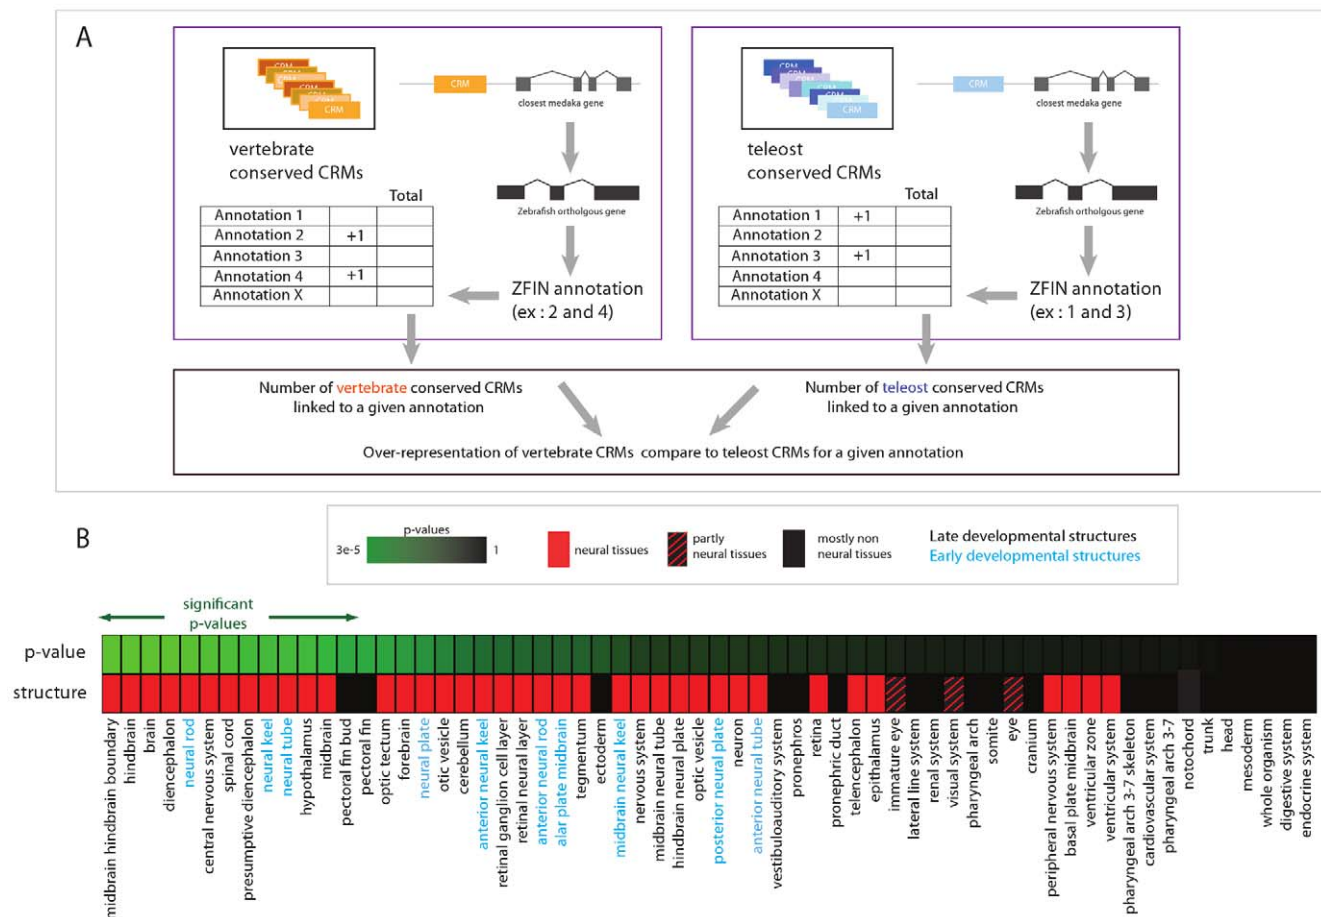 A
CRM
CRM
CRM
closest medaka gene
vertebrate
conserved CRMs
Zebrafish ortholgous gene
Total
Annotation 1
Annotation 2 +1
Annotation 3
Annotation 4 +1
Annotation X
ZFIN annotation
(ex : 2 and 4)
CRM
CRM
CRM
closest medaka gene
teleost
conserved CRMs
Zebrafish ortholgous gene
Total
Annotation 1 +1
Annotation 2
Annotation 3 +1
Annotation 4
Annotation X
ZFIN annotation
(ex : 1 and 3)
Number of vertebrate conserved CRMs
linked to a given annotation
Number of teleost conserved CRMs
linked to a given annotation
Over-representation of vertebrate CRMs compare to teleost CRMs for a given annotation
B
p-values
3e-5 1
neural tissues
partly
neural tissues
mostly non
neural tissues
Late developmental structures
Early developmental structures
significant
p-values
p-value
structure
midbrain hindbrain boundary
hindbrain
brain
diencephalon
neural rod
central nervous system
spinal cord
presumptive diencephalon
neural keel
neural tube
hypothalamus
midbrain
pectoral fin bud
pectoral fin
optic tectum
forebrain
neural plate
otic vesicle
cerebellum
anterior neural keel
retinal ganglion cell layer
retinal neural layer
anterior neural rod
alar plate midbrain
tegmentum
ectoderm
midbrain neural keel
nervous system
midbrain neural tube
hindbrain neural plate
optic vesicle
posterior neural plate
neuron
anterior neural tube
vestibuloauditory system
pronephros
retina
pronephric duct
telencephalon
epithalamus
immature eye
lateral line system
renal system
visual system
pharyngeal arch
somite
eye
cranium
peripheral nervous system
basal plate midbrain
ventricular zone
ventricular system
pharyngeal arch 3-7 skeleton
cardiovascular system
pharyngeal arch 3-7
notochord
trunk
head
mesoderm
whole organism
digestive system
endocrine system